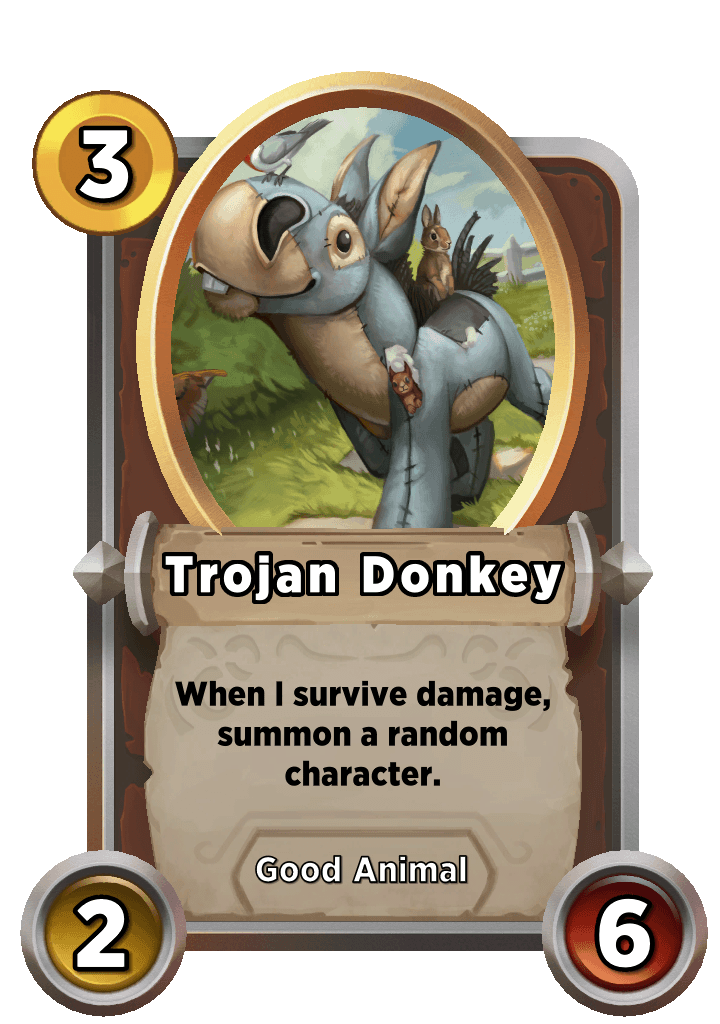 3
Trojan Donkey
When I survive damage,
summon a random
character.
Good Animal
2
6